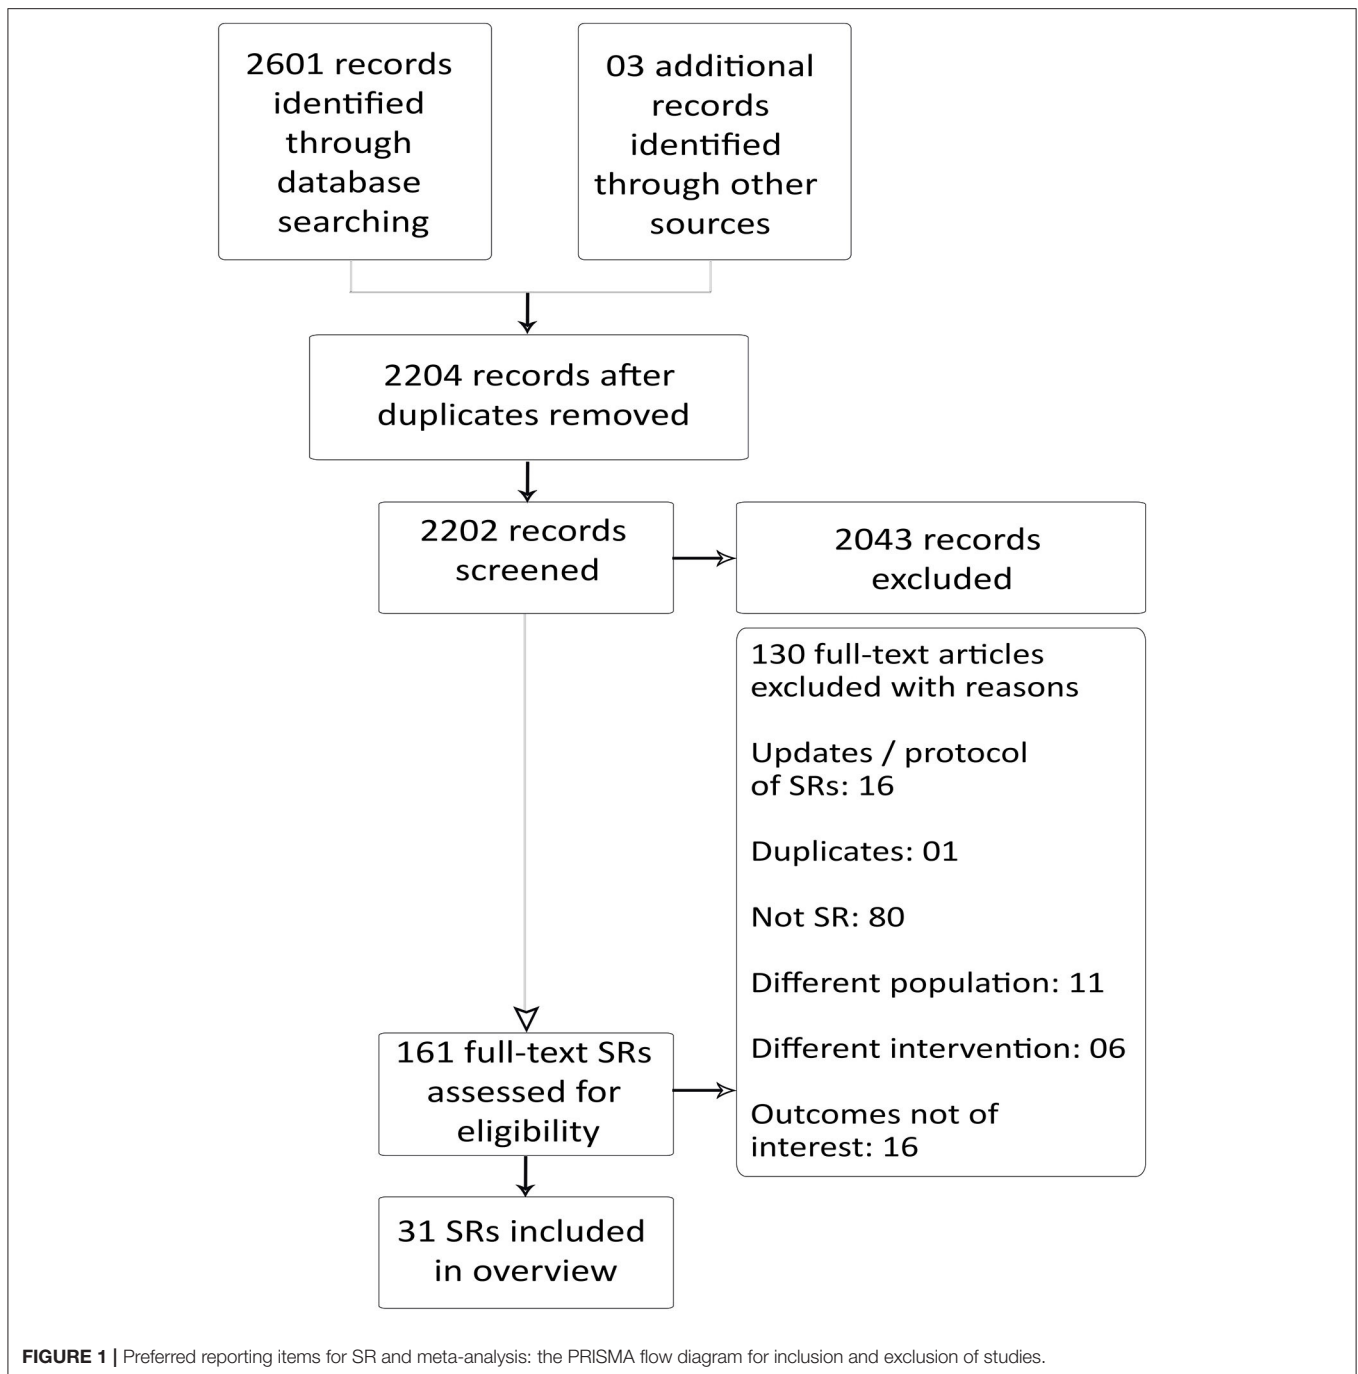 2601 records
identified
through
database
searching
03 additional
records
identified
through other
sources
2204 records after
duplicates removed
2202 records
screened
2043 records
excluded
130 full-text articles
excluded with reasons
Updates / protocol
of SRs: 16
Duplicates: 01
Not SR: 80
Different population: 11
Different intervention: 06
Outcomes not of
interest: 16
161 full-text SRs
assessed for
eligibility
31 SRs included
in overview
FIGURE 1 | Preferred reporting items for SR and meta-analysis: the PRISMA flow diagram for inclusion and exclusion of studies.